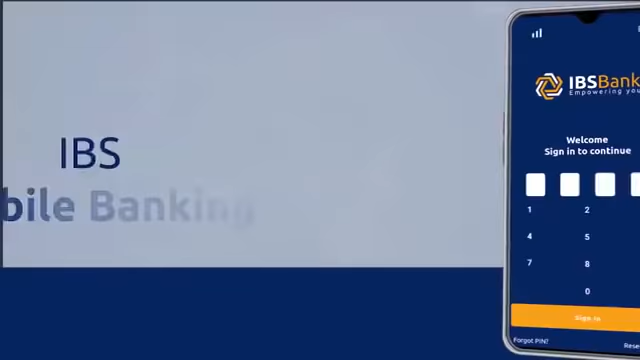 IBS
bile Banking
IBSBank
Empowering you
Welcome
Sign in to continue
1 2
4 5
7 8
0
Sign In
Forgot PIN?
Rese